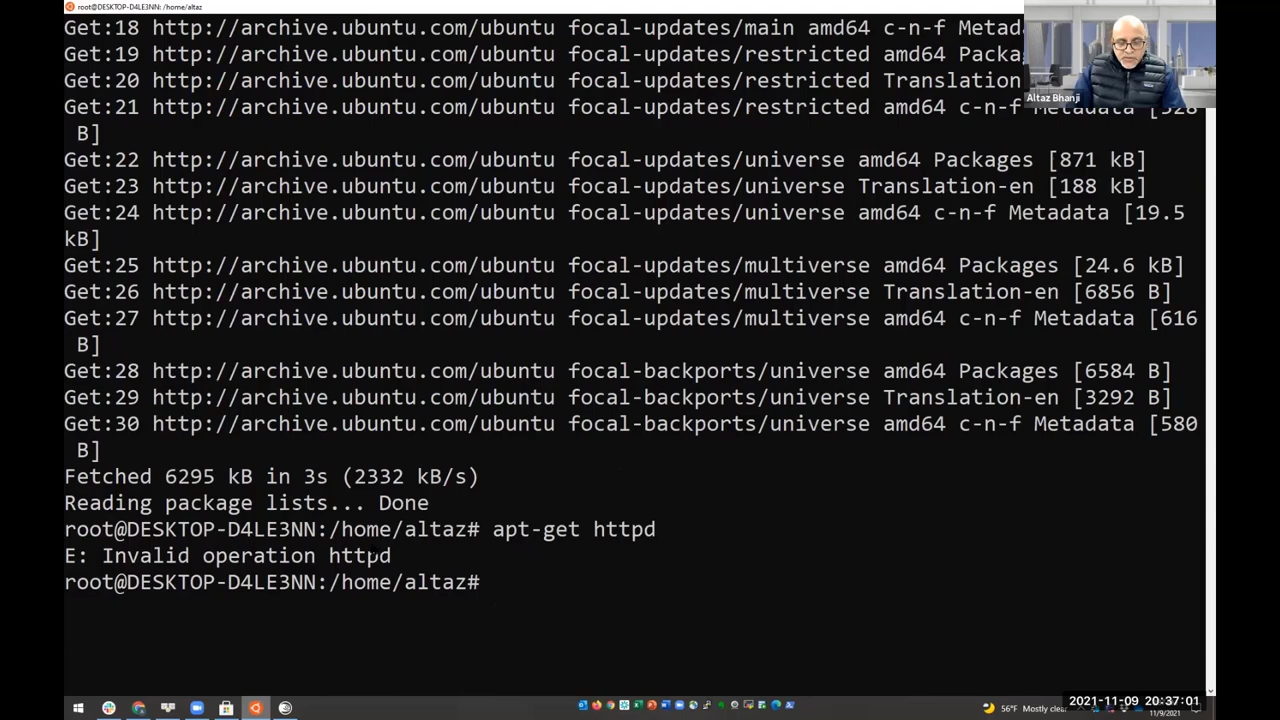 root@DESKTOP-D4LE3NN: /home/altaz
Get:18 http://archive.ubuntu.com/ubuntu focal-updates/main amd64 c-n-f Metad
Get:19 http://archive.ubuntu.com/ubuntu focal-updates/restricted amd64 Packa
Get:20 http://archive.ubuntu.com/ubuntu focal-updates/restricted Translation
Get:21 http://archive.ubuntu.com/ubuntu focal-updates/restricted amd64 c-n-f Metadata [528
B]
Get:22 http://archive.ubuntu.com/ubuntu focal-updates/universe amd64 Packages [871 kB]
Get:23 http://archive.ubuntu.com/ubuntu focal-updates/universe Translation-en [188 kB]
Get:24 http://archive.ubuntu.com/ubuntu focal-updates/universe amd64 c-n-f Metadata [19.5
kB]
Get:25 http://archive.ubuntu.com/ubuntu focal-updates/multiverse amd64 Packages [24.6 kB]
Get:26 http://archive.ubuntu.com/ubuntu focal-updates/multiverse Translation-en [6856 B]
Get:27 http://archive.ubuntu.com/ubuntu focal-updates/multiverse amd64 c-n-f Metadata [616
B]
Get:28 http://archive.ubuntu.com/ubuntu focal-backports/universe amd64 Packages [6584 B]
Get:29 http://archive.ubuntu.com/ubuntu focal-backports/universe Translation-en [3292 B]
Get:30 http://archive.ubuntu.com/ubuntu focal-backports/universe amd64 c-n-f Metadata [580
B]
Fetched 6295 kB in 3s (2332 kB/s)
Reading package lists... Done
root@DESKTOP-D4LE3NN:/home/altaz# apt-get httpd
E: Invalid operation httpd
root@DESKTOP-D4LE3NN:/home/altaz#
Altaz Bhanji
56°F Mostly clear
2021-11-09 20:37:01
11/9/2021